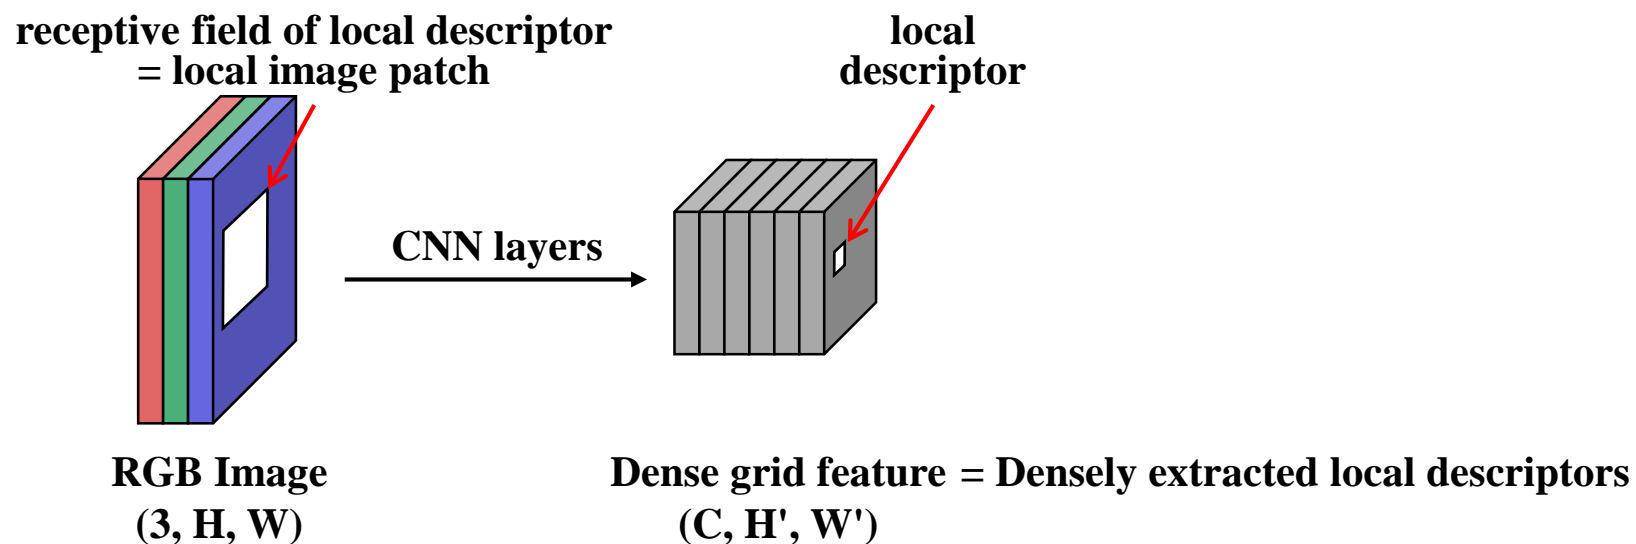 receptive field of local descriptor
= local image patch
local
descriptor
CNN layers
RGB Image
(3, H, W)
Dense grid feature = Densely extracted local descriptors
(C, H', W')